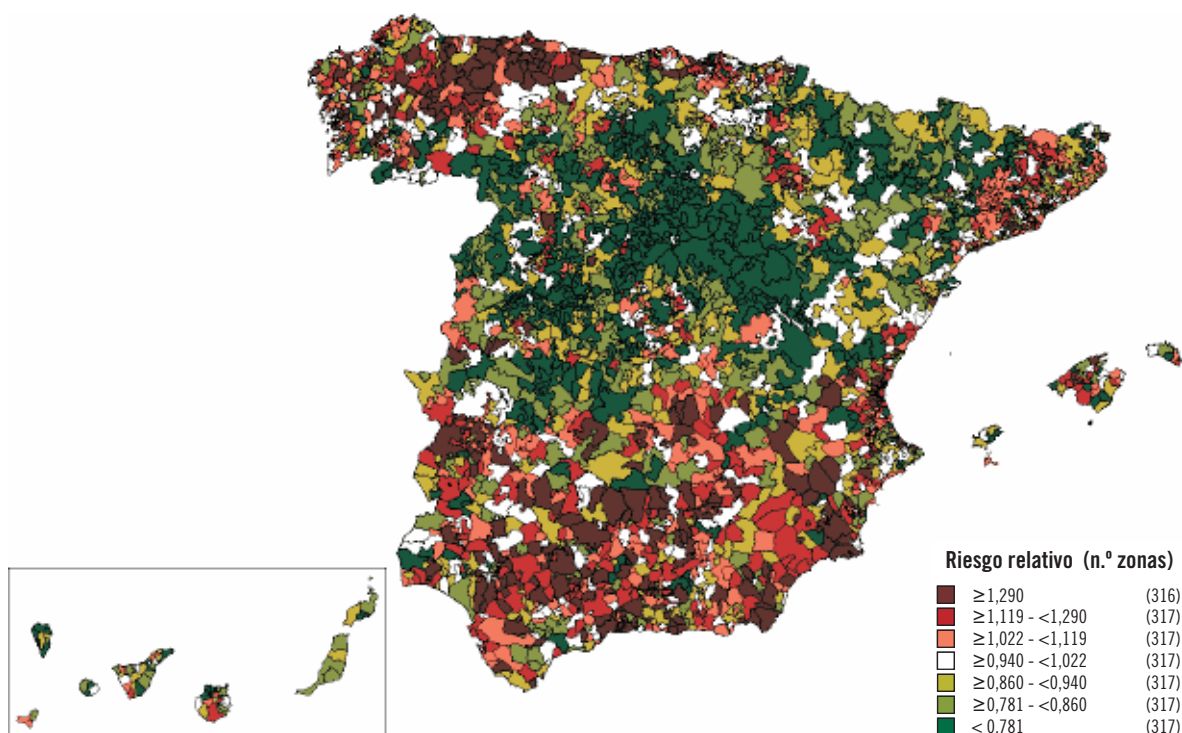 Riesgo relativo (n.º zonas)
≥1,290 (316)
≥1,119 - <1,290 (317)
≥1,022 - <1,119 (317)
≥0,940 - <1,022 (317)
≥0,860 - <0,940 (317)
≥0,781 - <0,860 (317)
< 0,781 (317)